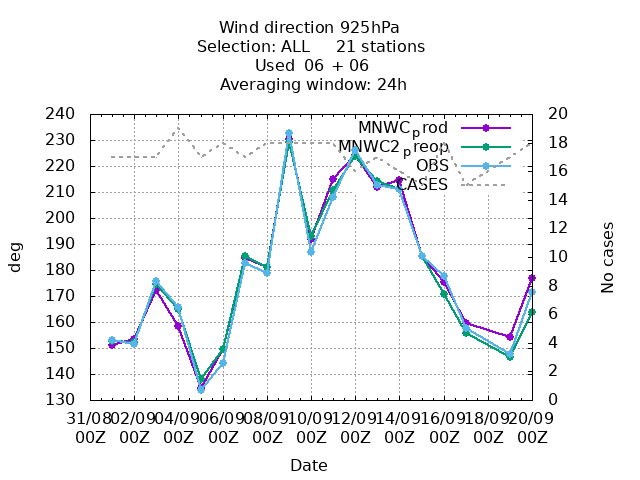 Wind direction 925hPa
Selection: ALL 21 stations
Used 06 + 06
Averaging window: 24h
deg
240
230
220
210
200
190
180
170
160
150
140
130
MNWCprod
MNWC2preop
OBS
CASES
20
18
16
14
12
10
8
6
4
2
0
No cases
31/08 02/09 04/09 06/09 08/09 10/09 12/09 14/09 16/09 18/09 20/09
00Z 00Z 00Z 00Z 00Z 00Z 00Z 00Z 00Z 00Z 00Z
Date